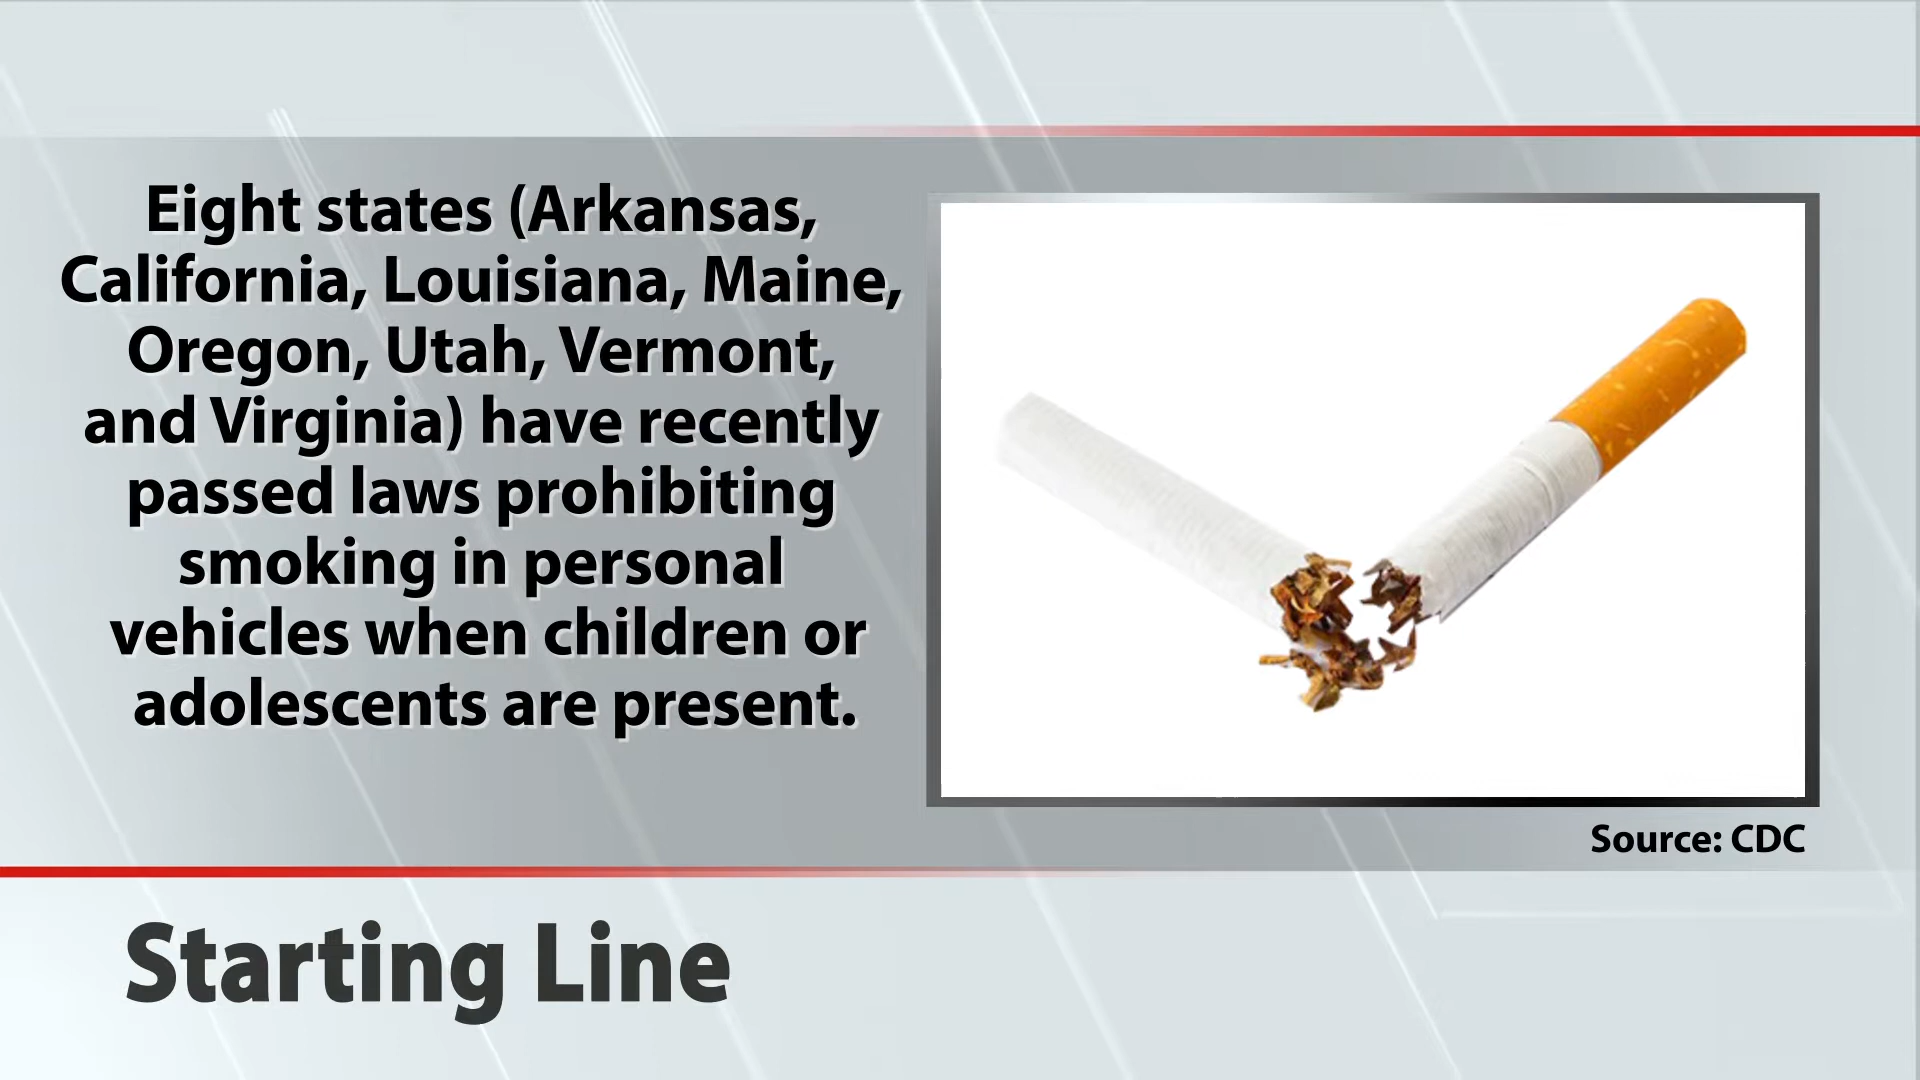 Eight states (Arkansas,
California, Louisiana, Maine,
Oregon, Utah, Vermont,
and Virginia) have recently
passed laws prohibiting
smoking in personal
vehicles when children or
adolescents are present.
Source: CDC
Starting Line